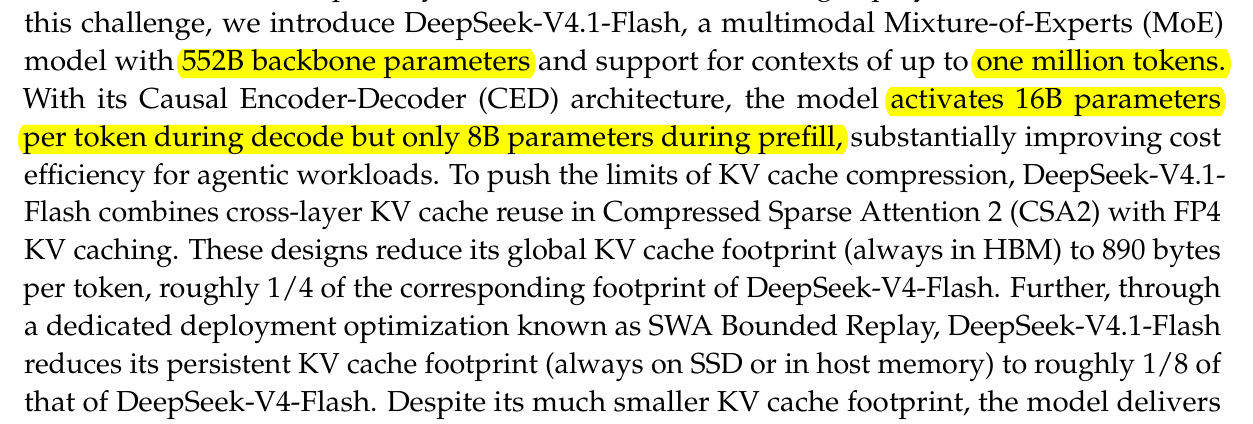 this challenge, we introduce DeepSeek-V4.1-Flash, a multimodal Mixture-of-Experts (MoE)
model with 552B backbone parameters and support for contexts of up to one million tokens.
With its Causal Encoder-Decoder (CED) architecture, the model activates 16B parameters
per token during decode but only 8B parameters during prefill, substantially improving cost
efficiency for agentic workloads. To push the limits of KV cache compression, DeepSeek-V4.1-
Flash combines cross-layer KV cache reuse in Compressed Sparse Attention 2 (CSA2) with FP4
KV caching. These designs reduce its global KV cache footprint (always in HBM) to 890 bytes
per token, roughly 1/4 of the corresponding footprint of DeepSeek-V4-Flash. Further, through
a dedicated deployment optimization known as SWA Bounded Replay, DeepSeek-V4.1-Flash
reduces its persistent KV cache footprint (always on SSD or in host memory) to roughly 1/8 of
that of DeepSeek-V4-Flash. Despite its much smaller KV cache footprint, the model delivers